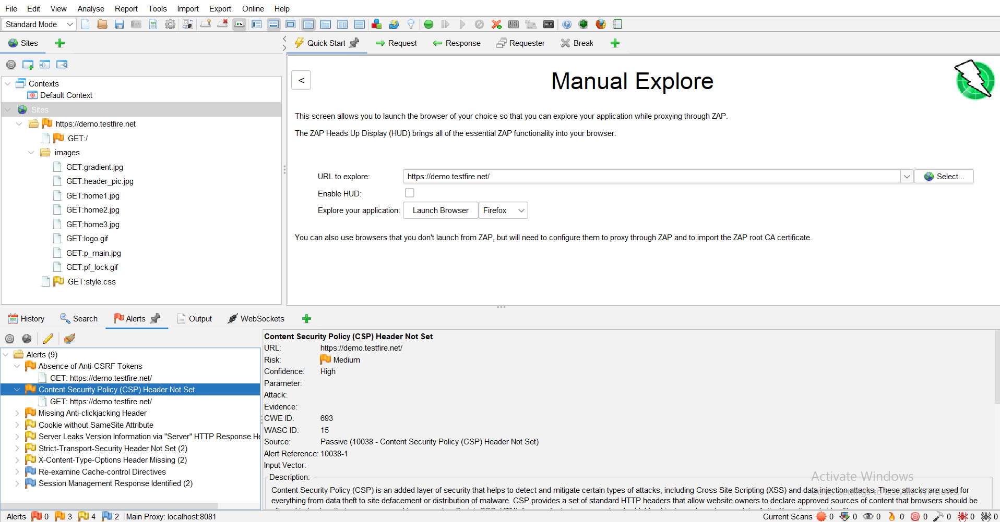 File Edit View Analyse Report Tools Import Export Online Help
Standard Mode
Sites
Quick Start Request Response Requester Break
Contexts
Default Context
Sites
https://demo.testfire.net
GET:/
images
GET:gradient.jpg
GET:header_pic.jpg
GET:home1.jpg
GET:home2.jpg
GET:home3.jpg
GET:logo.gif
GET:p_main.jpg
GET:pf_lock.gif
GET:style.css
<
Manual Explore
This screen allows you to launch the browser of your choice so that you can explore your application while proxying through ZAP.
The ZAP Heads Up Display (HUD) brings all of the essential ZAP functionality into your browser.
URL to explore: https://demo.testfire.net/ Select...
Enable HUD:
Explore your application: Launch Browser Firefox
You can also use browsers that you don't launch from ZAP, but will need to configure them to proxy through ZAP and to import the ZAP root CA certificate.
History Search Alerts Output WebSockets
Alerts (9)
Absence of Anti-CSRF Tokens
GET: https://demo.testfire.net/
Content Security Policy (CSP) Header Not Set
GET: https://demo.testfire.net/
Missing Anti-clickjacking Header
Cookie without SameSite Attribute
Server Leaks Version Information via "Server" HTTP Response He
Strict-Transport-Security Header Not Set (2)
X-Content-Type-Options Header Missing (2)
Re-examine Cache-control Directives
Session Management Response Identified (2)
Content Security Policy (CSP) Header Not Set
URL: https://demo.testfire.net/
Risk: Medium
Confidence: High
Parameter:
Attack:
Evidence:
CWE ID: 693
WASC ID: 15
Source: Passive (10038 - Content Security Policy (CSP) Header Not Set)
Alert Reference: 10038-1
Input Vector:
Description:
Content Security Policy (CSP) is an added layer of security that helps to detect and mitigate certain types of attacks, including Cross Site Scripting (XSS) and data injection attacks. These attacks are used for
everything from data theft to site defacement or distribution of malware. CSP provides a set of standard HTTP headers that allow website owners to declare approved sources of content that browsers should be
Activate Windows
Go to Settings to activate Windows.
Alerts 0 3 4 2 Main Proxy: localhost:8081
Current Scans 0 0 0 0 0 0 0 0